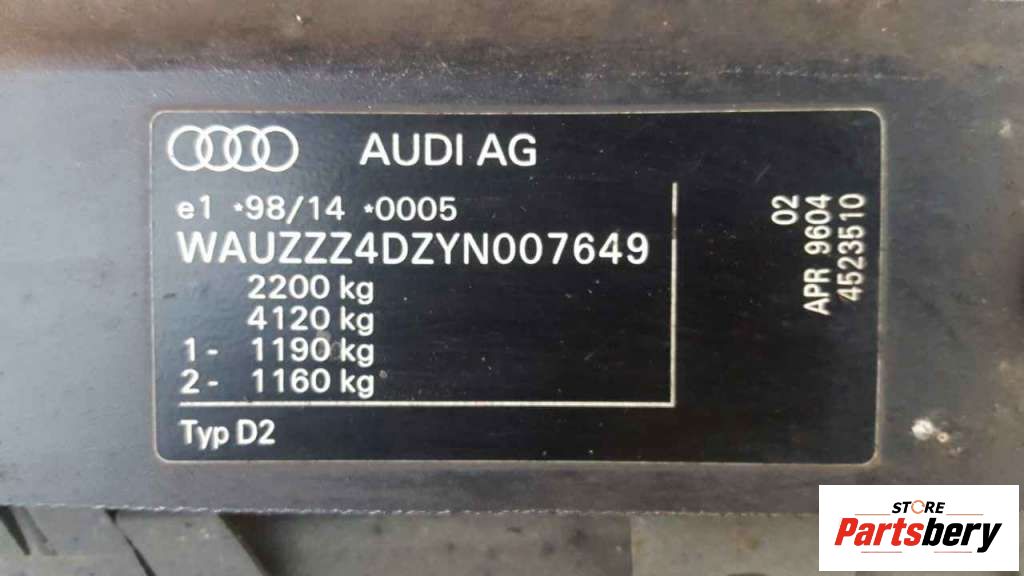 AUDI AG
e1 *98/14 *0005
WAUZZZ4DZYN007649
2200 kg
4120 kg
1- 1190 kg
2- 1160 kg
Typ D2
02
APR 9604
4523510
STORE
Partsbery